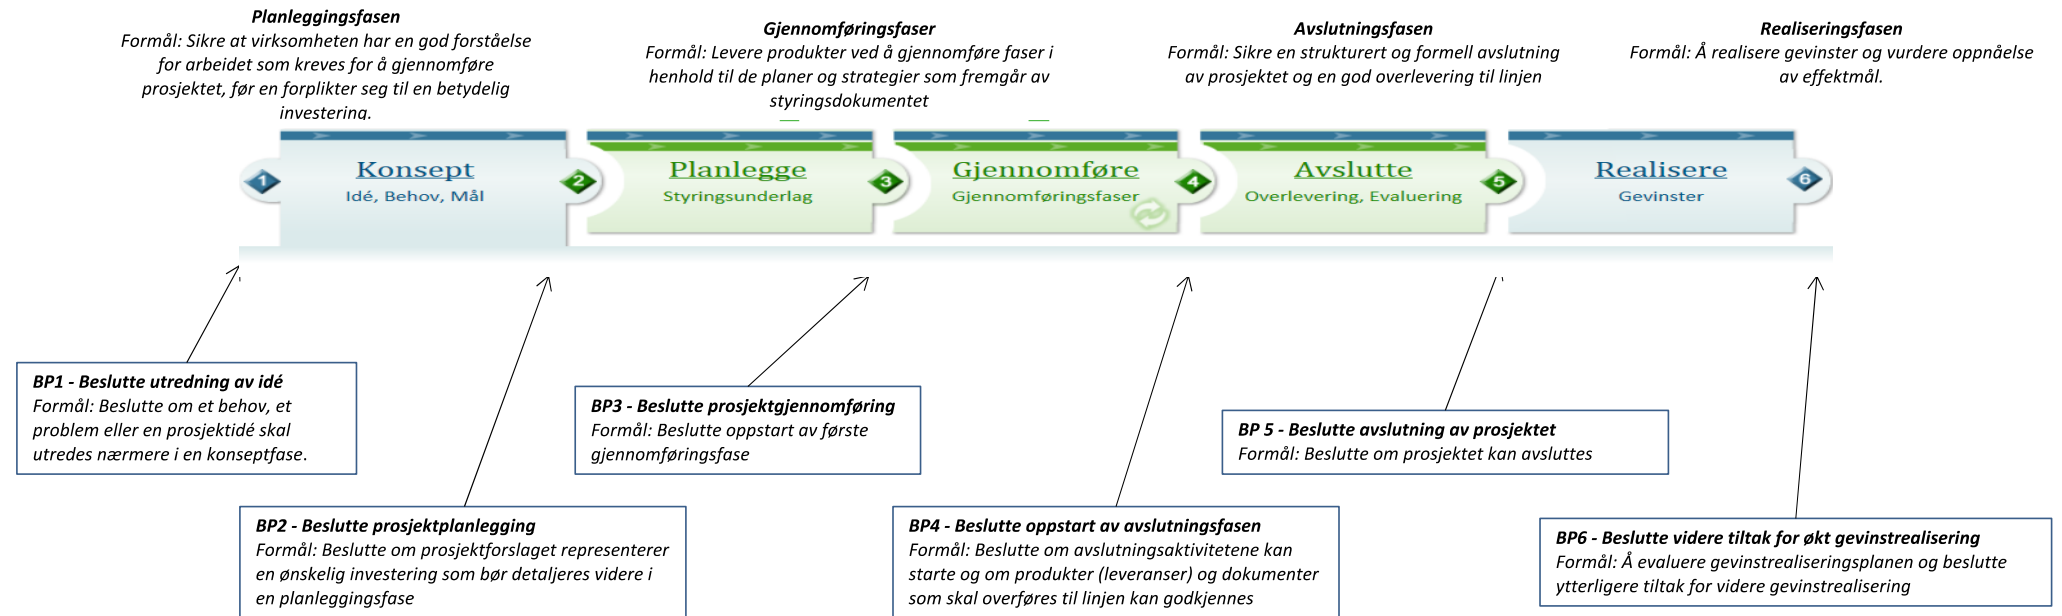 Planleggingsfasen
Formål: Sikre at virksomheten har en god forståelse
for arbeidet som kreves for å gjennomføre
prosjektet, før en forplikter seg til en betydelig
investering.
Gjennomføringsfaser
Formål: Levere produkter ved å gjennomføre faser i
henhold til de planer og strategier som fremgår av
styringsdokumentet
Avslutningsfasen
Formål: Sikre en strukturert og formell avslutning
av prosjektet og en god overlevering til linjen
Realiseringsfasen
Formål: Å realisere gevinster og vurdere oppnåelse
av effektmål.
1
Konsept
Idé, Behov, Mål
2
Planlegge
Styringsunderlag
3
Gjennomføre
Gjennomføringsfaser
4
Avslutte
Overlevering, Evaluering
5
Realisere
Gevinster
6
BP1 - Beslutte utredning av idé
Formål: Beslutte om et behov, et
problem eller en prosjektidé skal
utredes nærmere i en konseptfase.
BP2 - Beslutte prosjektplanlegging
Formål: Beslutte om prosjektforslaget representerer
en ønskelig investering som bør detaljeres videre i
en planleggingsfase
BP3 - Beslutte prosjektgjennomføring
Formål: Beslutte oppstart av første
gjennomføringsfase
BP4 - Beslutte oppstart av avslutningsfasen
Formål: Beslutte om avslutningsaktivitetene kan
starte og om produkter (leveranser) og dokumenter
som skal overføres til linjen kan godkjennes
BP 5 - Beslutte avslutning av prosjektet
Formål: Beslutte om prosjektet kan avsluttes
BP6 - Beslutte videre tiltak for økt gevinstrealisering
Formål: Å evaluere gevinstrealiseringsplanen og beslutte
ytterligere tiltak for videre gevinstrealisering